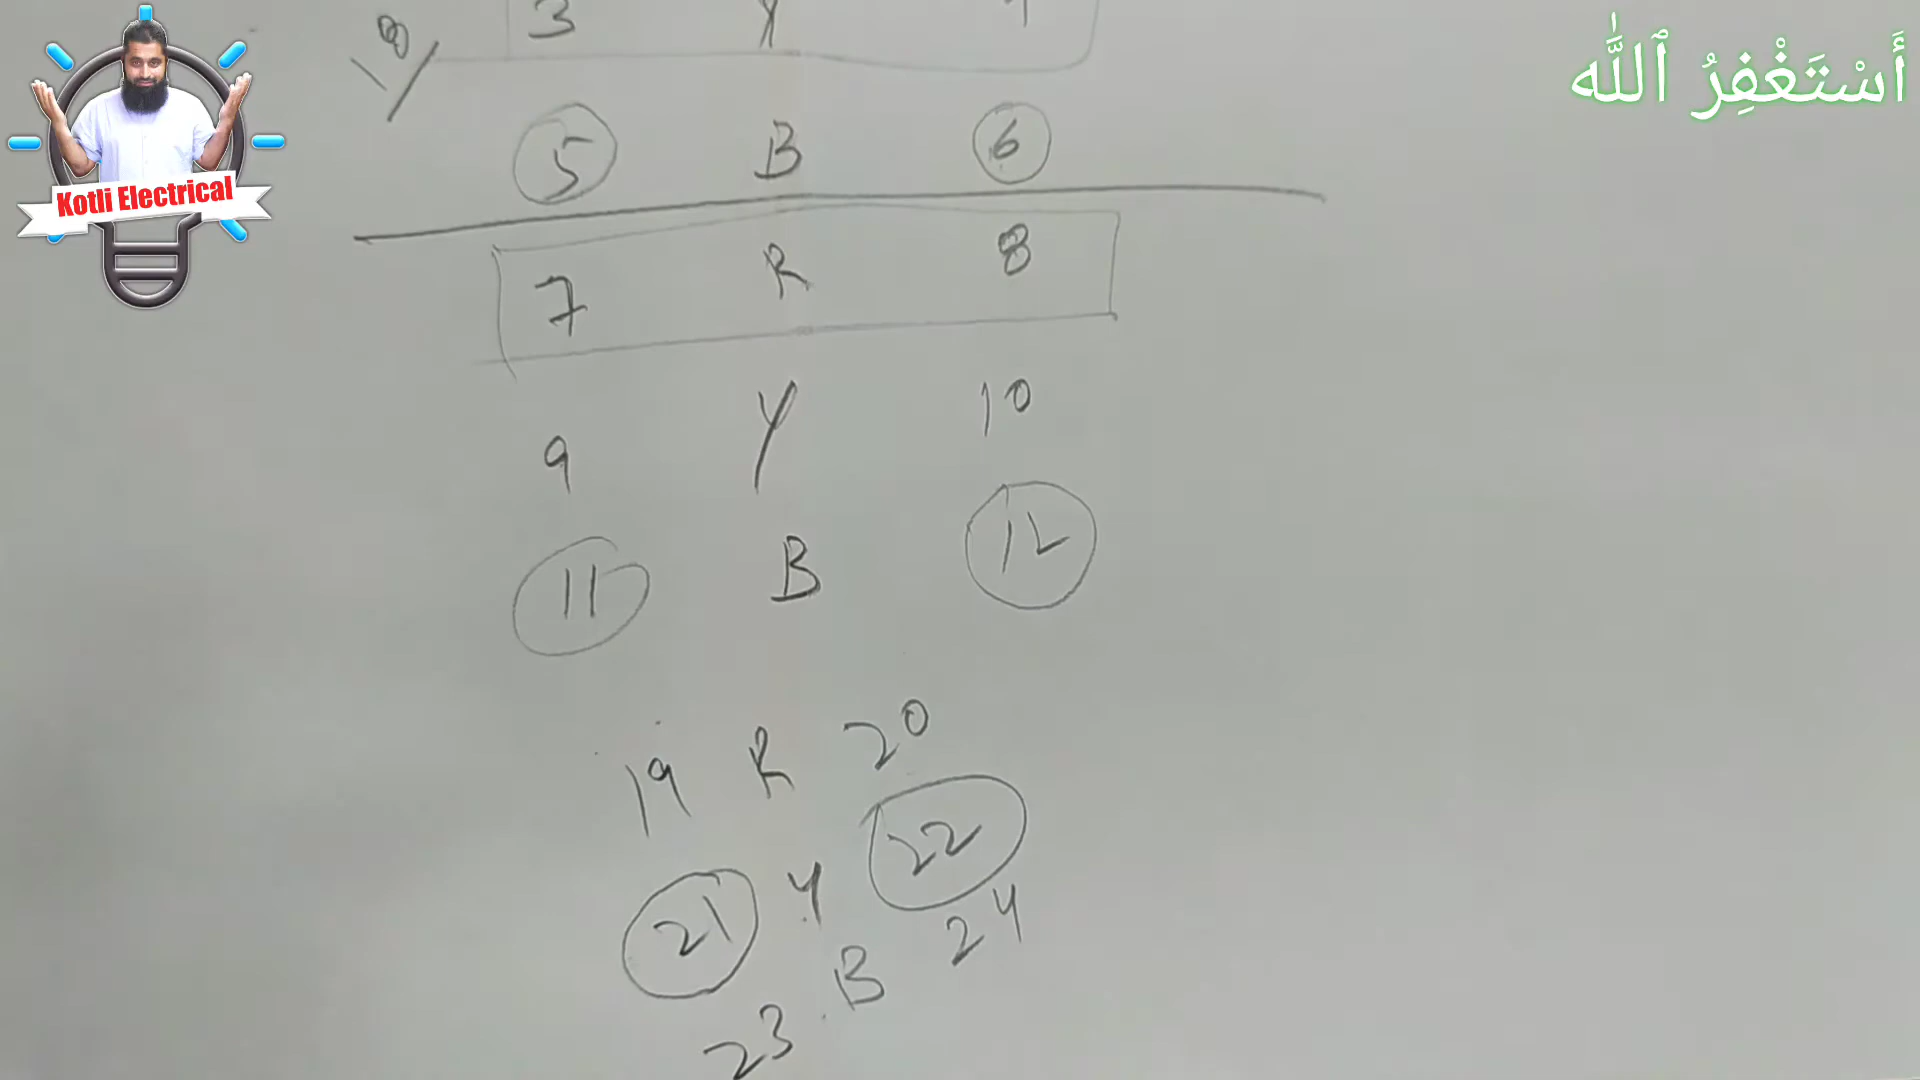 3 Y
5 B 6
7 R 8
9 Y 10
11 B 12
19 R 20
21 Y 22
23 B 24
Kotli Electrical
أَسْتَغْفِرُ ٱللَّٰه